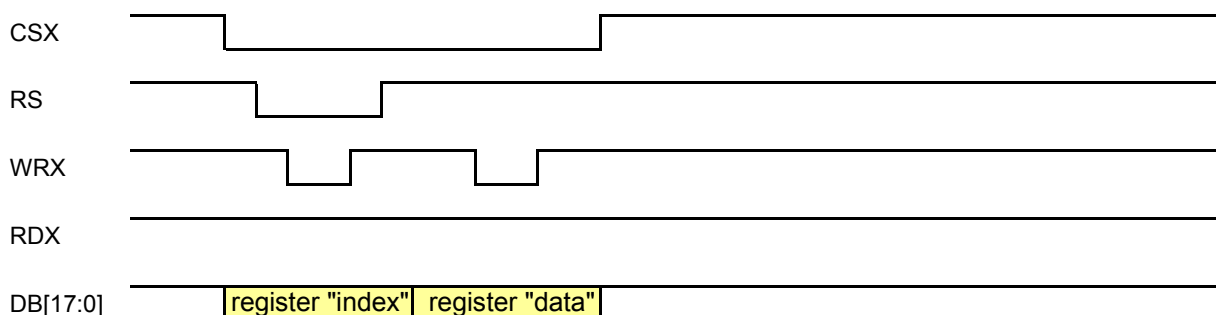 CSX
RS
WRX
RDX
DB[17:0] register "index" register "data"